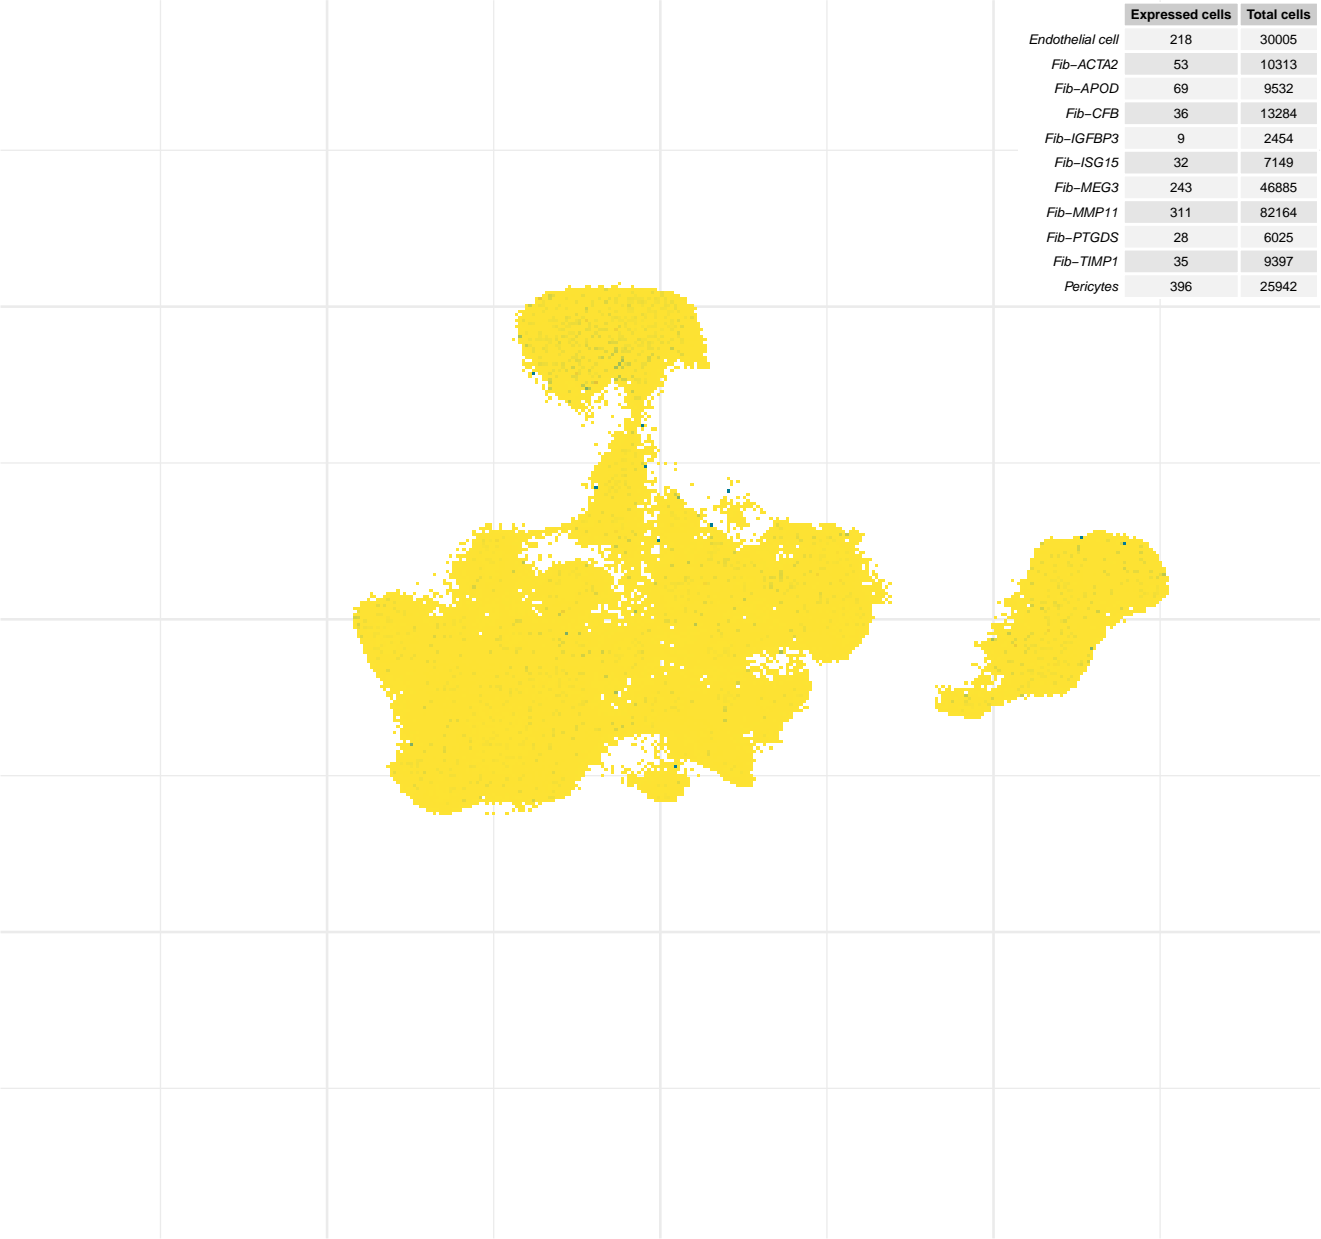 Expressed cells Total cells
Endothelial cell 218 30005
Fib−ACTA2 53 10313
Fib−APOD 69 9532
Fib−CFB 36 13284
Fib−IGFBP3 9 2454
Fib−ISG15 32 7149
Fib−MEG3 243 46885
Fib−MMP11 311 82164
Fib−PTGDS 28 6025
Fib−TIMP1 35 9397
Pericytes 396 25942